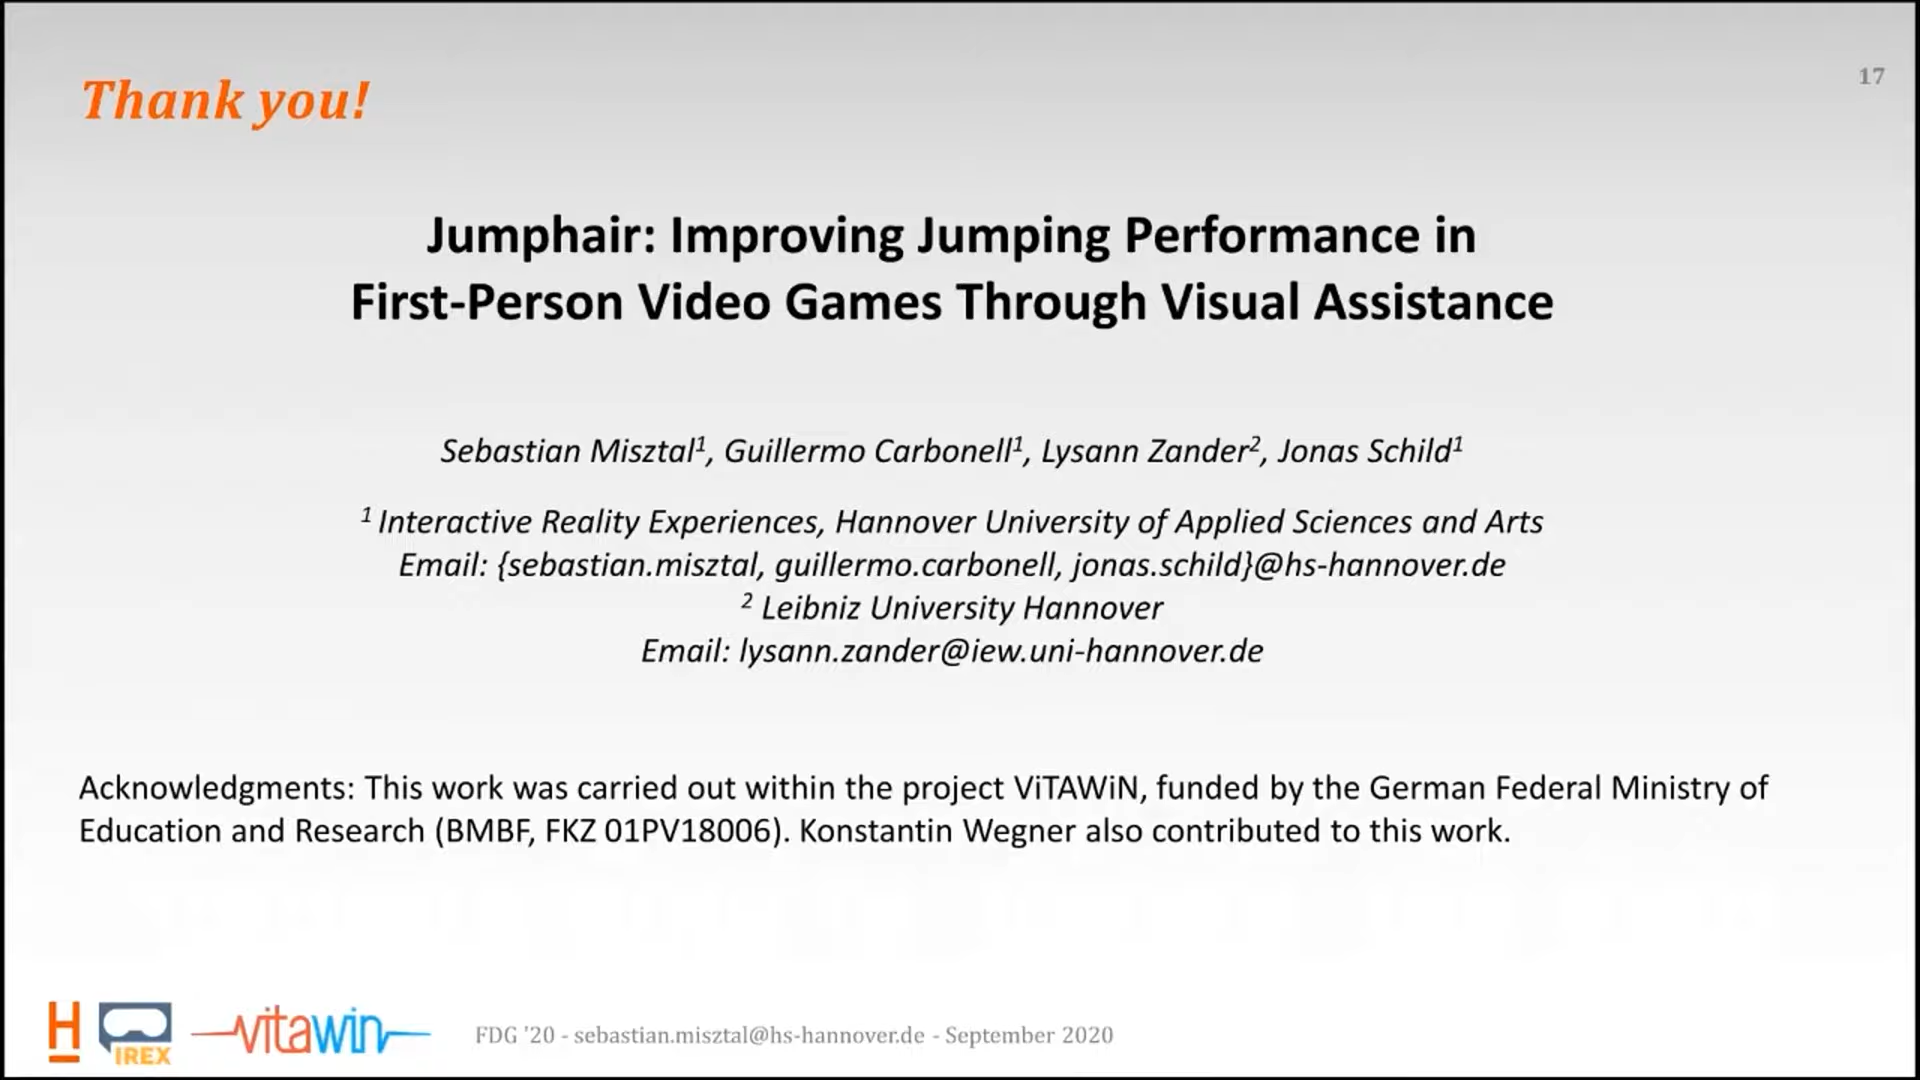 Thank you!
17
Jumphair: Improving Jumping Performance in
First-Person Video Games Through Visual Assistance
Sebastian Misztal¹, Guillermo Carbonell¹, Lysann Zander², Jonas Schild¹
¹ Interactive Reality Experiences, Hannover University of Applied Sciences and Arts
Email: {sebastian.misztal, guillermo.carbonell, jonas.schild}@hs-hannover.de
² Leibniz University Hannover
Email: lysann.zander@iew.uni-hannover.de
Acknowledgments: This work was carried out within the project ViTAWiN, funded by the German Federal Ministry of
Education and Research (BMBF, FKZ 01PV18006). Konstantin Wegner also contributed to this work.
H IREX vitawin FDG '20 - sebastian.misztal@hs-hannover.de - September 2020